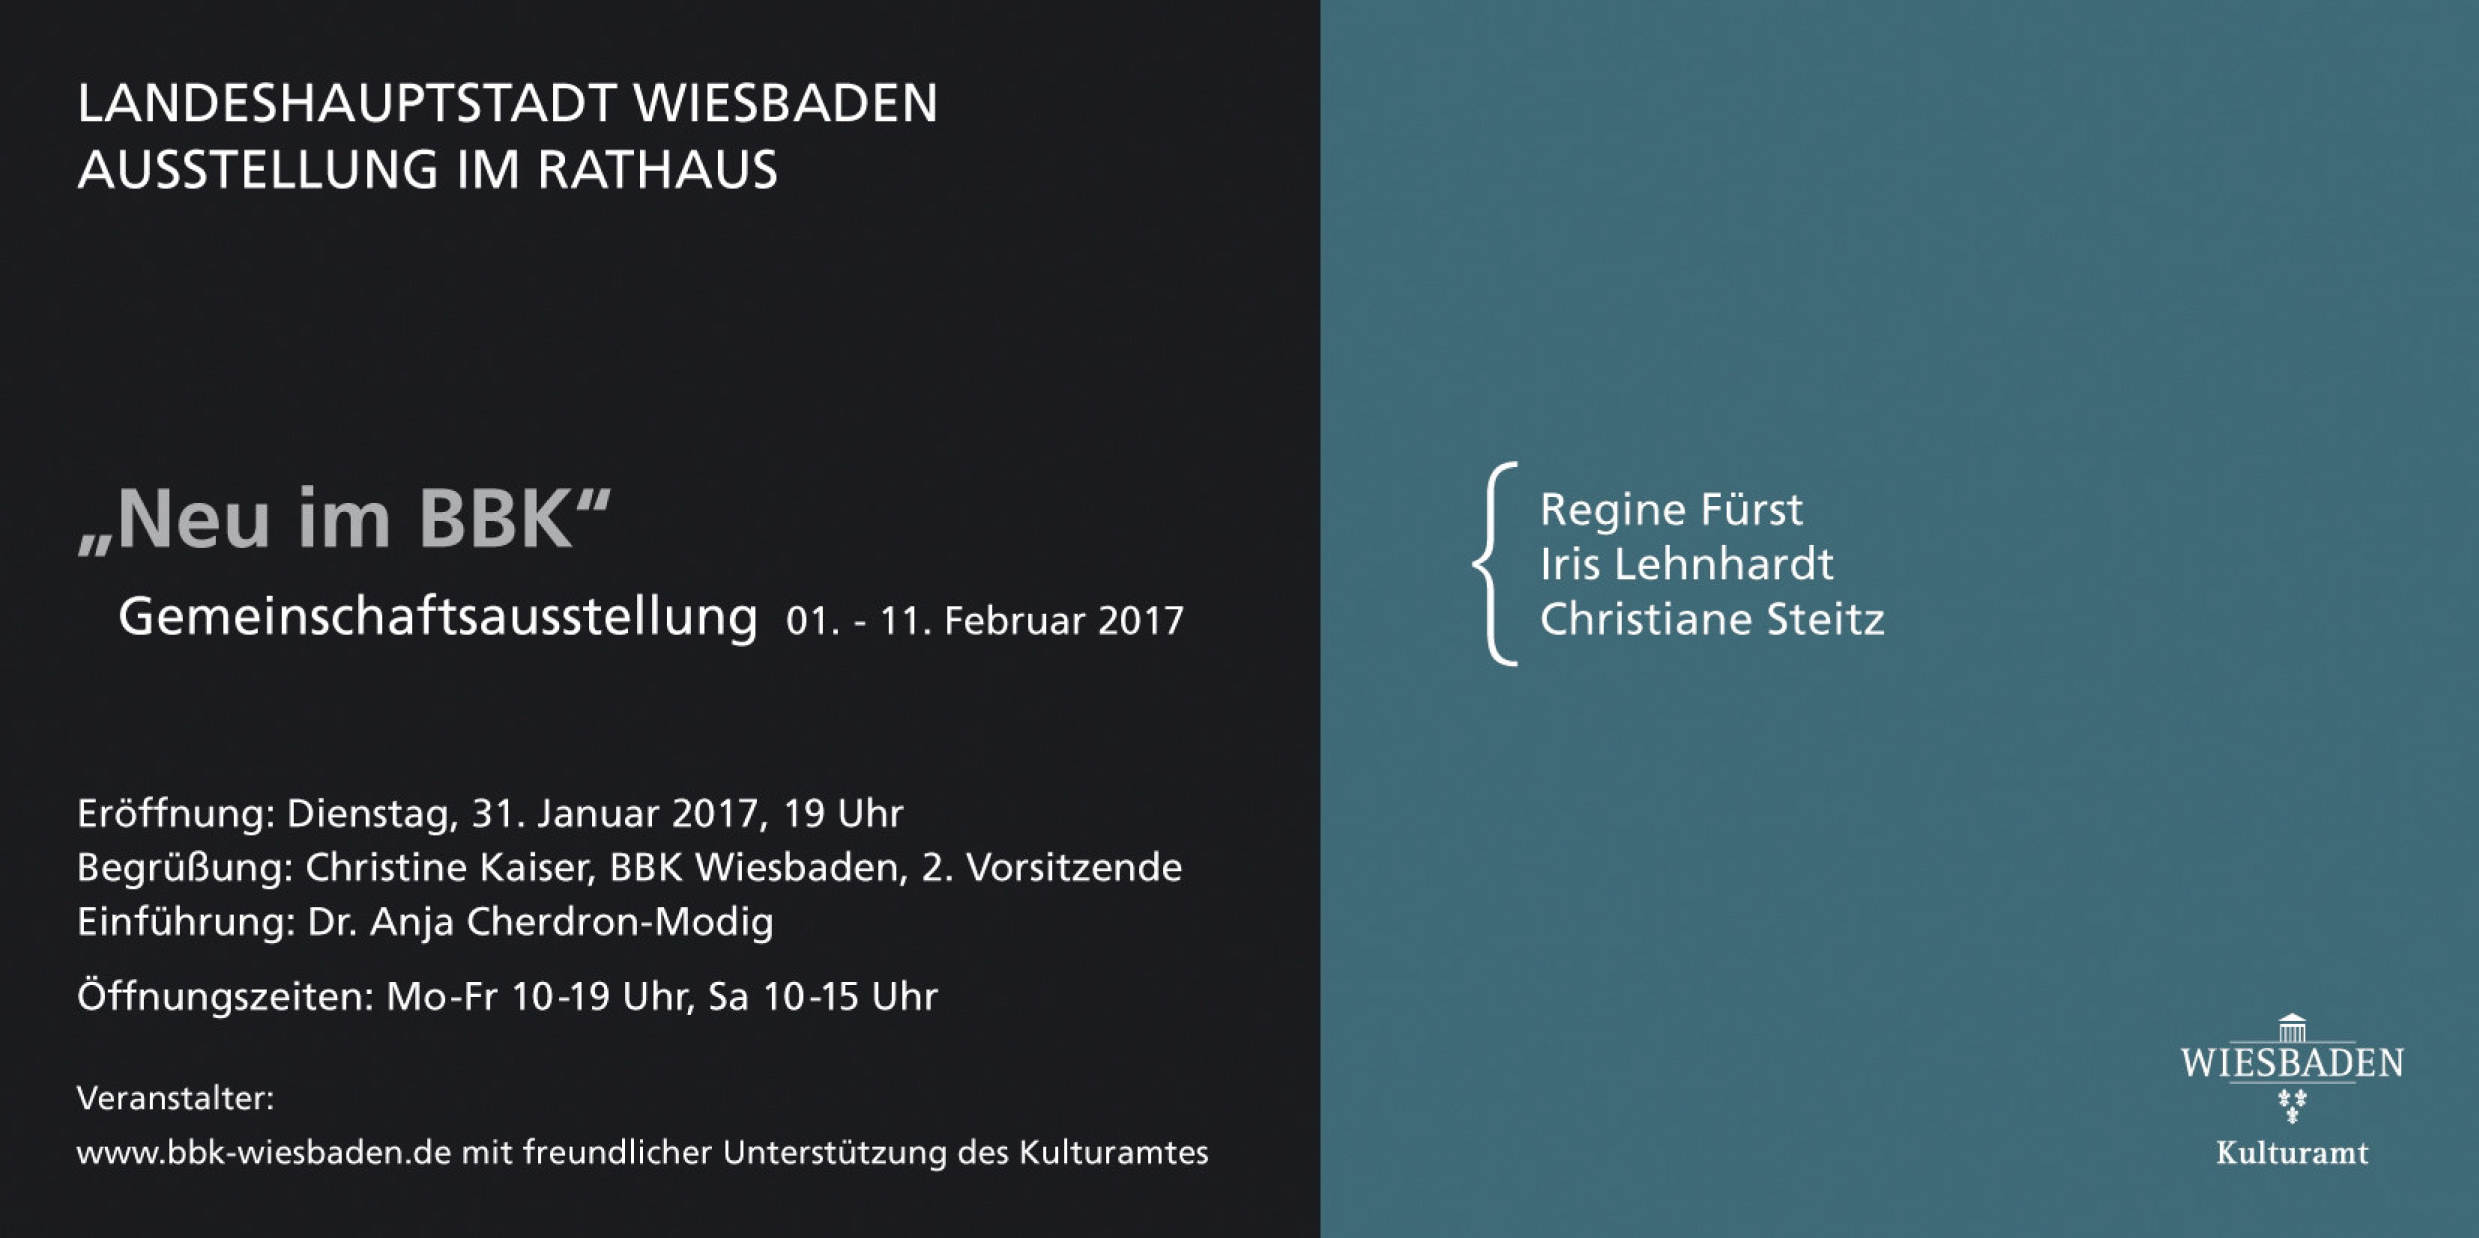 LANDESHAUPTSTADT WIESBADEN
AUSSTELLUNG IM RATHAUS
„Neu im BBK“
Gemeinschaftsausstellung 01. - 11. Februar 2017
Eröffnung: Dienstag, 31. Januar 2017, 19 Uhr
Begrüßung: Christine Kaiser, BBK Wiesbaden, 2. Vorsitzende
Einführung: Dr. Anja Cherdron-Modig
Öffnungszeiten: Mo-Fr 10-19 Uhr, Sa 10-15 Uhr
Veranstalter:
www.bbk-wiesbaden.de mit freundlicher Unterstützung des Kulturamtes
Regine Fürst
Iris Lehnhardt
Christiane Steitz
WIESBADEN
Kulturamt